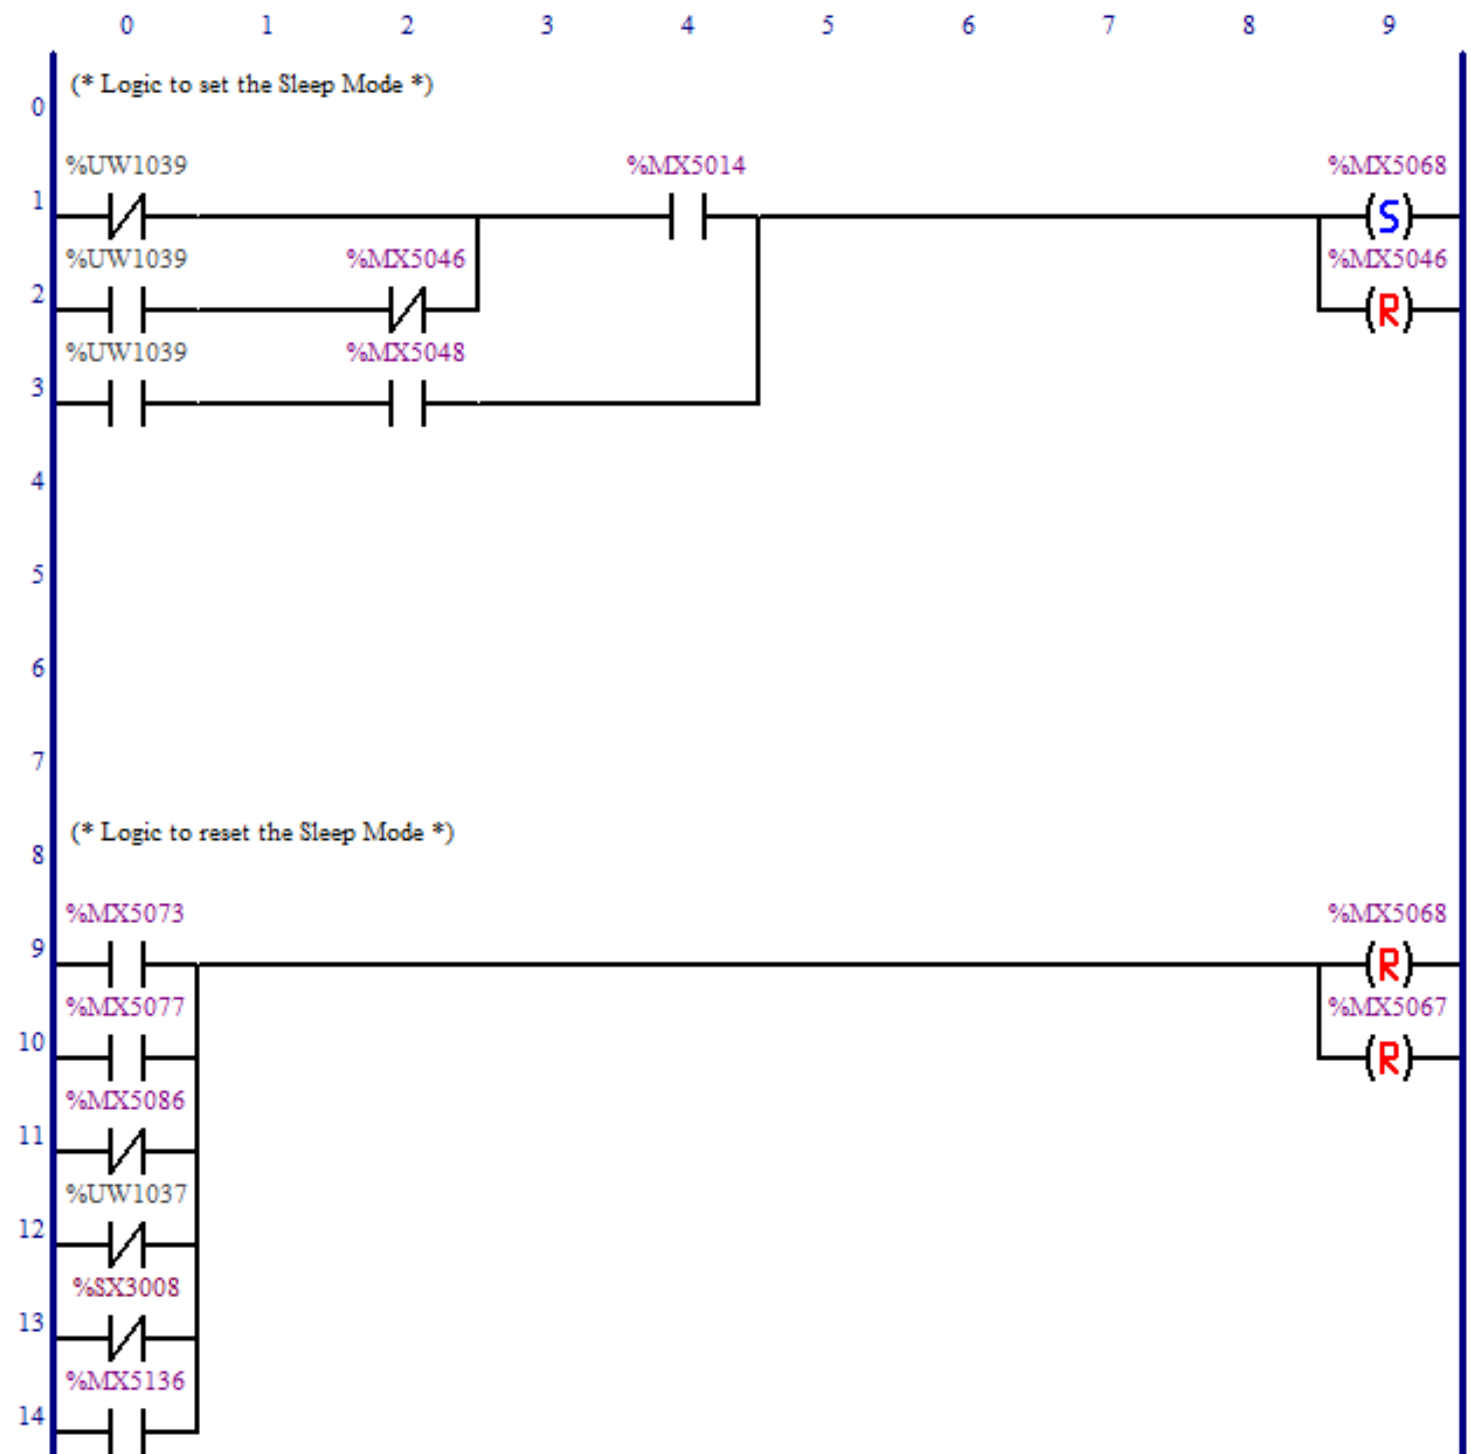 0 1 2 3 4 5 6 7 8 9
(* Logic to set the Sleep Mode *)
0
%UW1039 %MX5014 %MX5068
1 (S)
%UW1039 %MX5046 %MX5046
2 (R)
%UW1039 %MX5048
3
4
5
6
7
(* Logic to reset the Sleep Mode *)
8
%MX5073 %MX5068
9 (R)
%MX5077 %MX5067
10 (R)
%MX5086
11
%UW1037
12
%SX3008
13
%MX5136
14